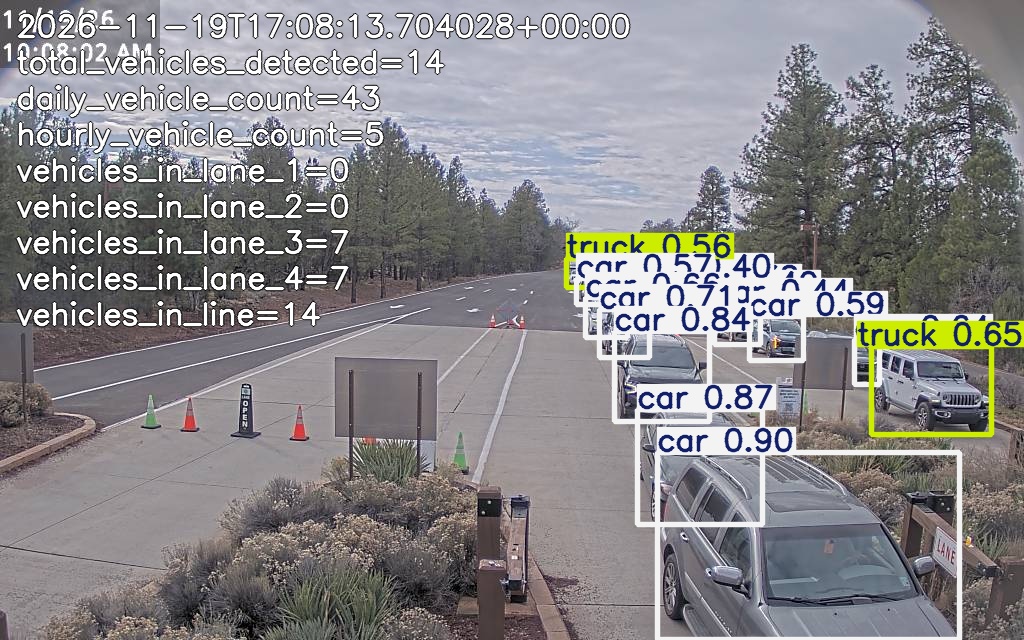 2026-11-19T17:08:13.704028+00:00
10:08:02 AM
total_vehicles_detected=14
daily_vehicle_count=43
hourly_vehicle_count=5
vehicles_in_lane_1=0
vehicles_in_lane_2=0
vehicles_in_lane_3=7
vehicles_in_lane_4=7
vehicles_in_line=14
truck 0.56
car 0.57
car 0.71
car 0.59
car 0.84
truck 0.65
car 0.87
car 0.90
OPEN
LANE